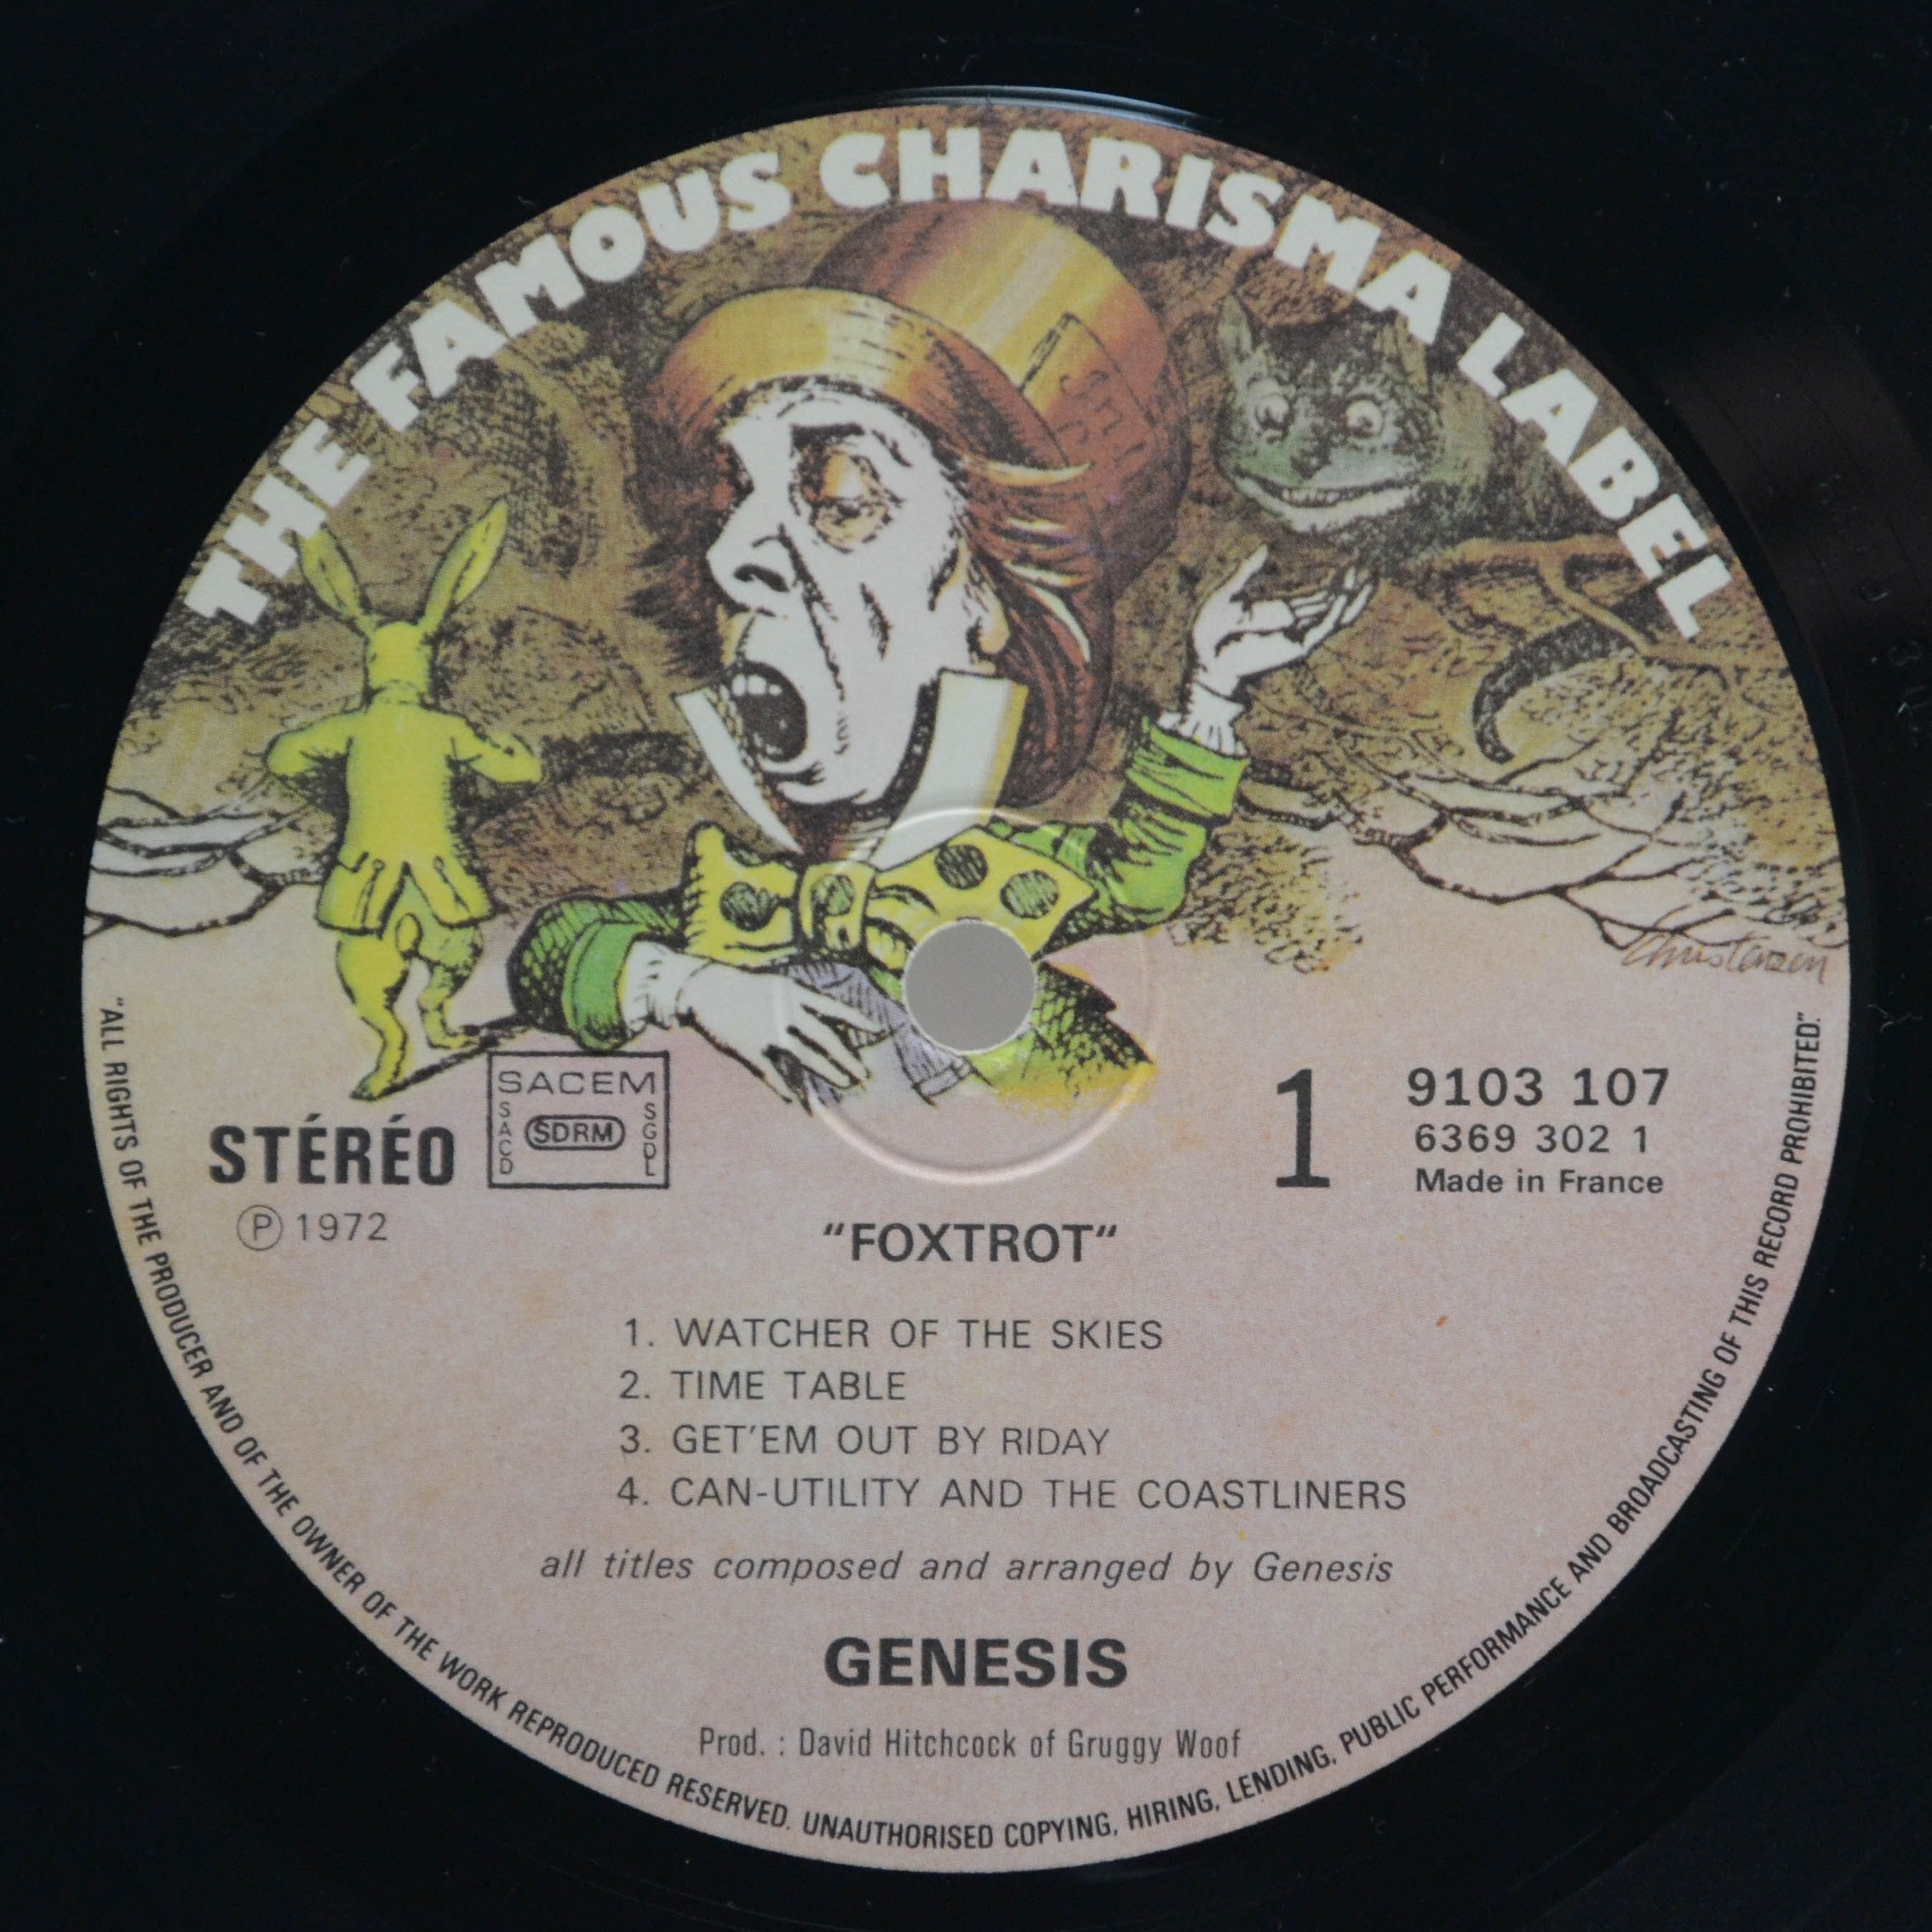 THE FAMOUS CHARISMA LABEL
Christensen
STÉRÉO
SACEM
SACD
SDRM
SGDL
℗ 1972
1
9103 107
6369 302 1
Made in France
"FOXTROT"
1. WATCHER OF THE SKIES
2. TIME TABLE
3. GET'EM OUT BY RIDAY
4. CAN-UTILITY AND THE COASTLINERS
all titles composed and arranged by Genesis
GENESIS
Prod. : David Hitchcock of Gruggy Woof
"ALL RIGHTS OF THE PRODUCER AND OF THE OWNER OF THE WORK REPRODUCED RESERVED. UNAUTHORISED COPYING, HIRING, LENDING, PUBLIC PERFORMANCE AND BROADCASTING OF THIS RECORD PROHIBITED."